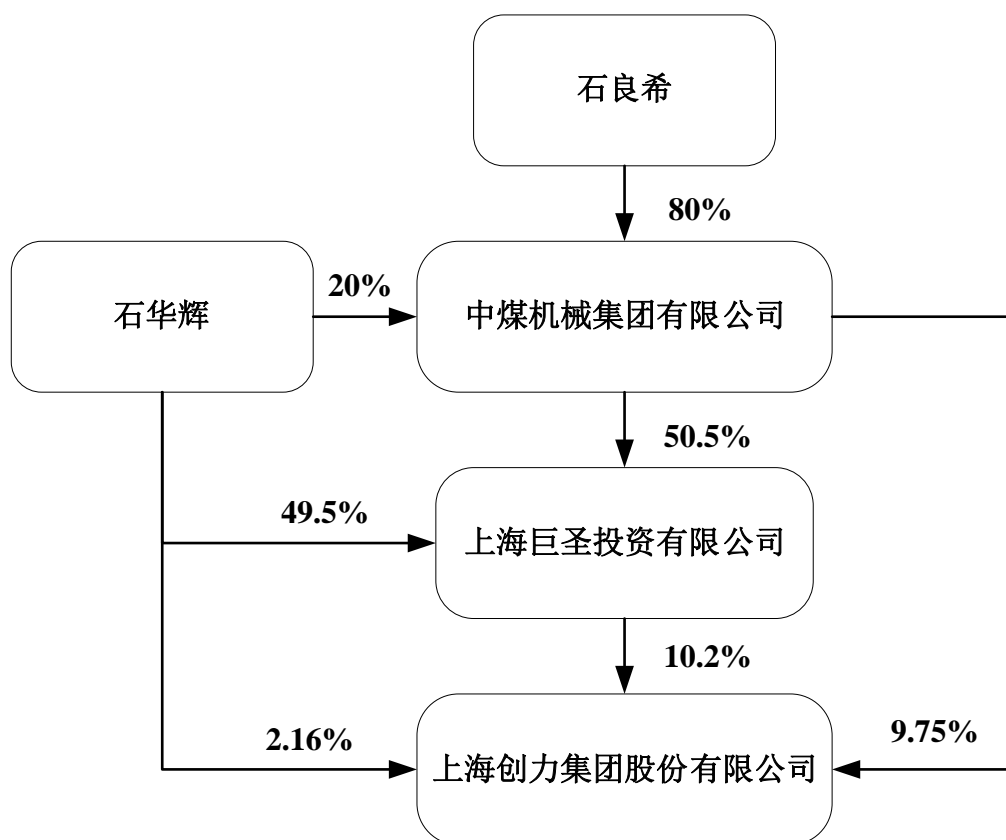 石良希
80%
石华辉
20%
中煤机械集团有限公司
50.5%
49.5%
上海巨圣投资有限公司
10.2%
2.16%
上海创力集团股份有限公司
9.75%